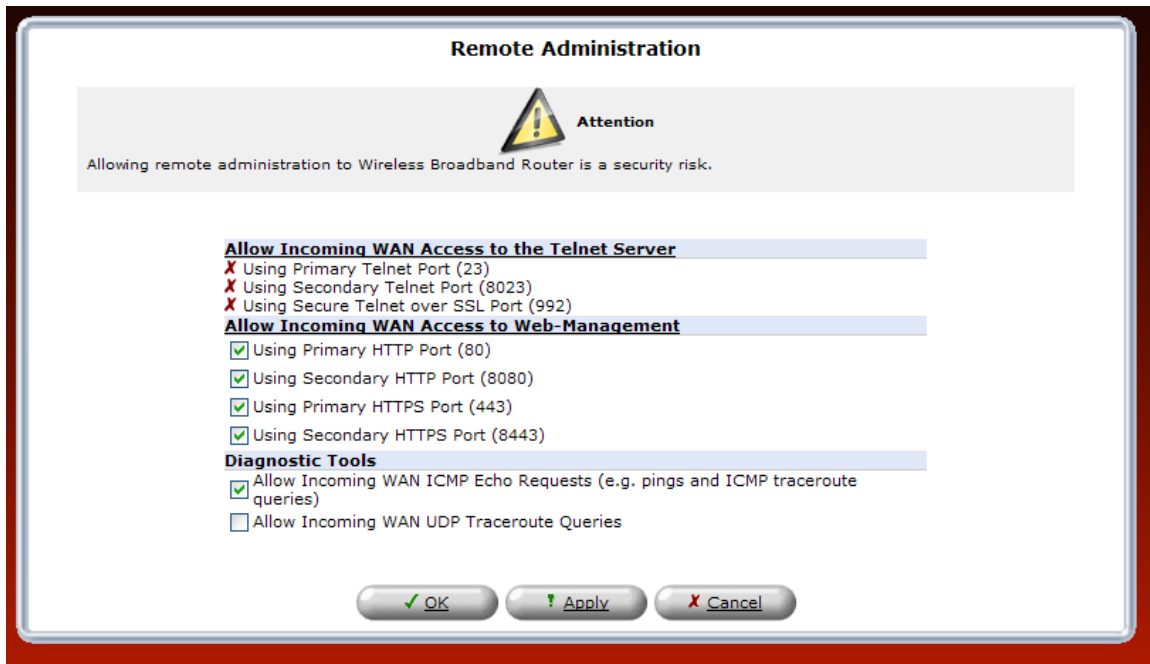 Remote Administration
Attention
Allowing remote administration to Wireless Broadband Router is a security risk.
Allow Incoming WAN Access to the Telnet Server
Using Primary Telnet Port (23)
Using Secondary Telnet Port (8023)
Using Secure Telnet over SSL Port (992)
Allow Incoming WAN Access to Web-Management
Using Primary HTTP Port (80)
Using Secondary HTTP Port (8080)
Using Primary HTTPS Port (443)
Using Secondary HTTPS Port (8443)
Diagnostic Tools
Allow Incoming WAN ICMP Echo Requests (e.g. pings and ICMP traceroute
queries)
Allow Incoming WAN UDP Traceroute Queries
OK
Apply
Cancel